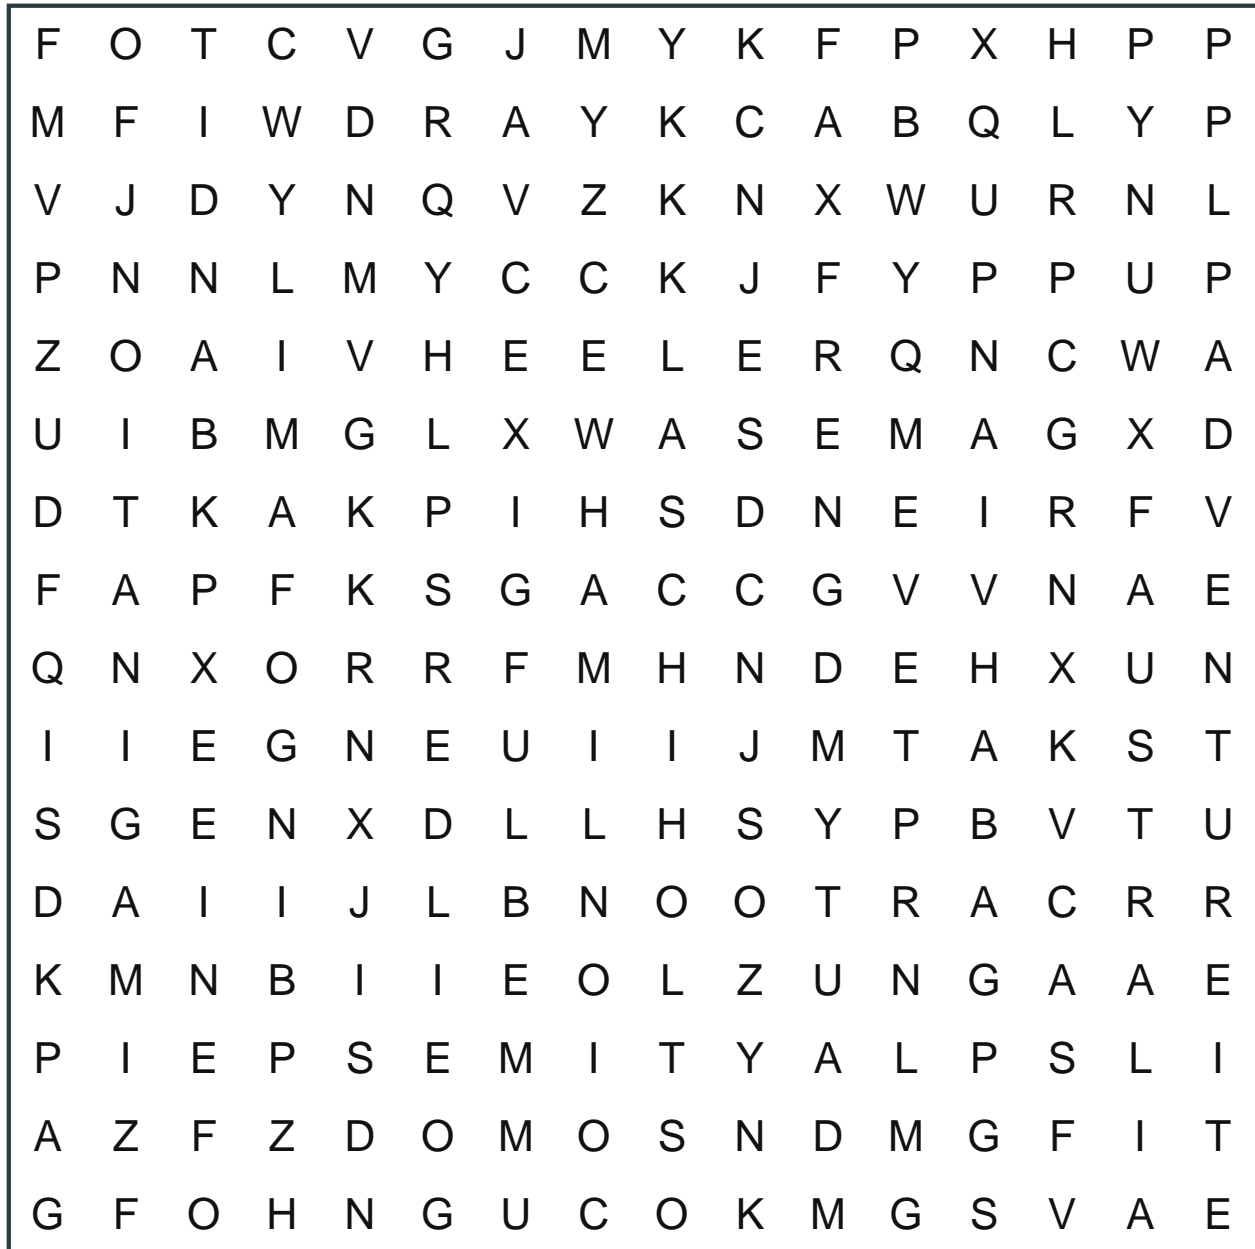 F O T C V G J M Y K F P X H P P
M F I W D R A Y K C A B Q L Y P
V J D Y N Q V Z K N X W U R N L
P N N L M Y C C K J F Y P P U P
Z O A I V H E E L E R Q N C W A
U I B M G L X W A S E M A G X D
D T K A K P I H S D N E I R F V
F A P F K S G A C C G V V N A E
Q N X O R R F M H N D E H X U N
I I E G N E U I I J M T A K S T
S G E N X D L L H S Y P B V T U
D A I I J L B N O O T R A C R R
K M N B I I E O L Z U N G A A E
P I E P S E M I T Y A L P S L I
A Z F Z D O M O S N D M G F I T
G F O H N G U C O K M G S V A E